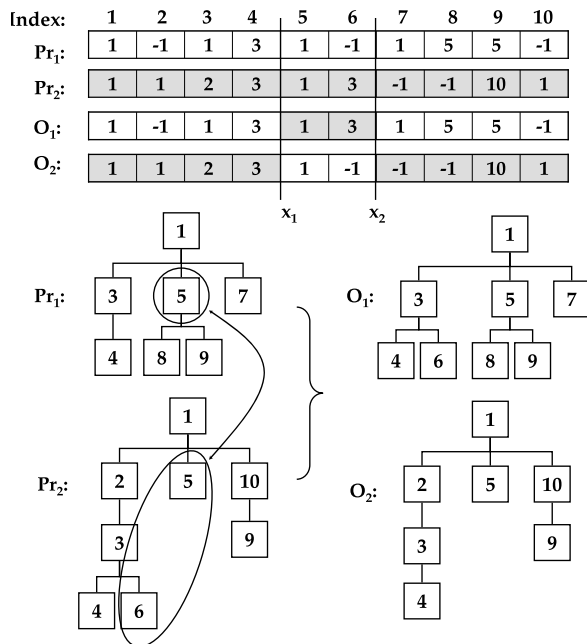 Index: 1 2 3 4 5 6 7 8 9 10
Pr1: 1 -1 1 3 1 -1 1 5 5 -1
Pr2: 1 1 2 3 1 3 -1 -1 10 1
O1: 1 -1 1 3 1 3 1 5 5 -1
O2: 1 1 2 3 1 -1 -1 -1 10 1
x1 x2
1
Pr1: 3 5 7
4 8 9
1
O1: 3 5 7
4 6 8 9
1
Pr2: 2 5 10
3 9
4 6
1
O2: 2 5 10
3 9
4